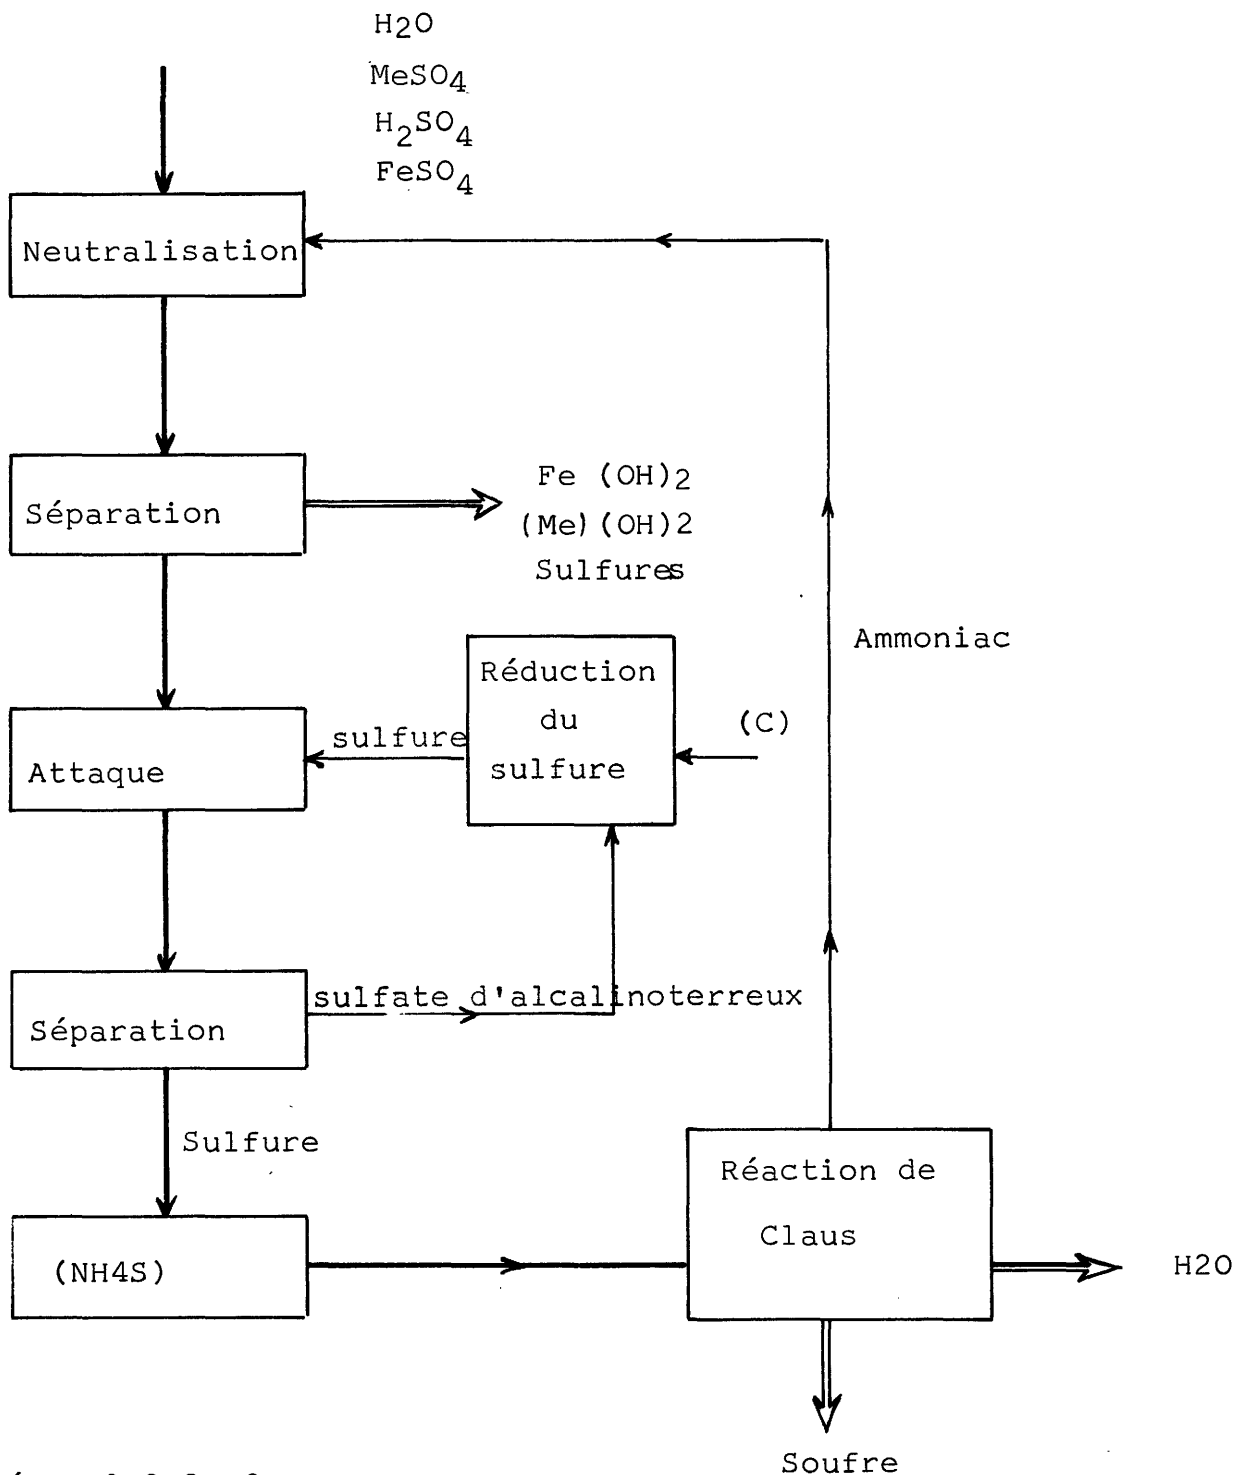 H2O
MeSO4
H2SO4
FeSO4
Neutralisation
Séparation
Fe (OH)2
(Me)(OH)2
Sulfures
Ammoniac
Réduction
du
sulfure
(C)
sulfure
Attaque
sulfate d'alcalinoterreux
Séparation
Sulfure
Réaction de
Claus
(NH4S)
H2O
Soufre